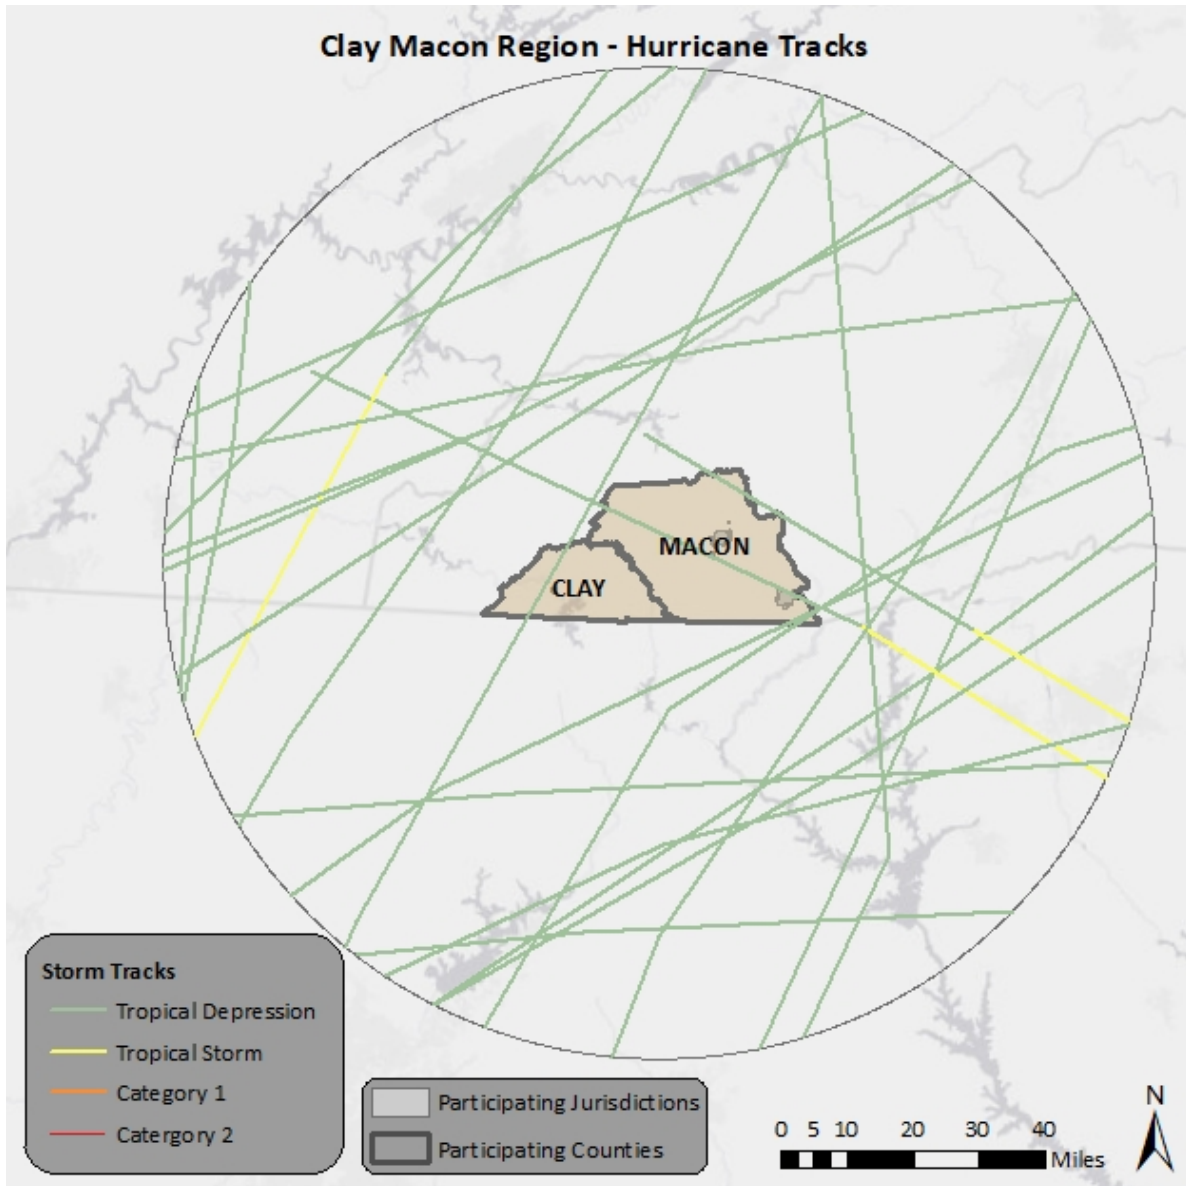 Clay Macon Region - Hurricane Tracks
MACON
CLAY
Storm Tracks
Tropical Depression
Tropical Storm
Category 1
Catergory 2
Participating Jurisdictions
Participating Counties
0 5 10 20 30 40
Miles
N